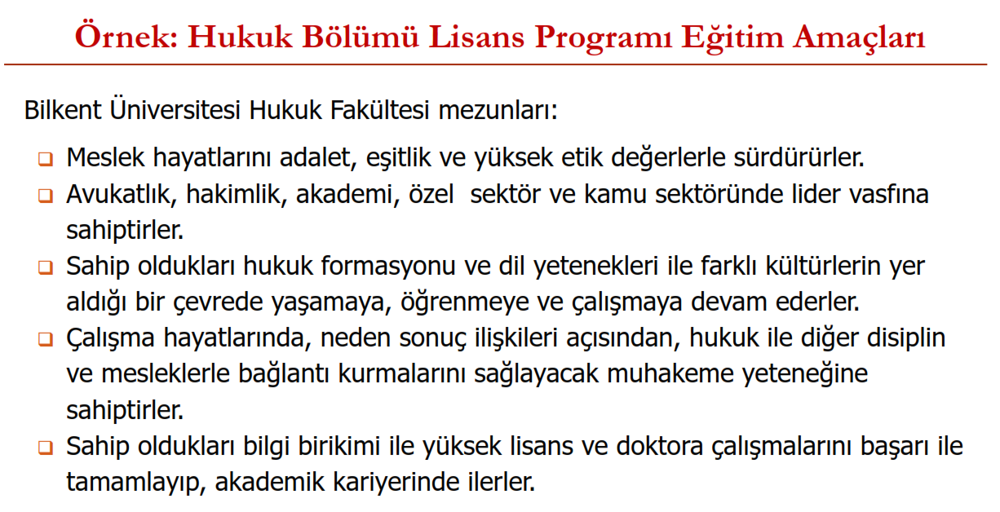 Örnek: Hukuk Bölümü Lisans Programı Eğitim Amaçları
Bilkent Üniversitesi Hukuk Fakültesi mezunları:
❑ Meslek hayatlarını adalet, eşitlik ve yüksek etik değerlerle sürdürürler.
❑ Avukatlık, hakimlik, akademi, özel  sektör ve kamu sektöründe lider vasfına
sahiptirler.
❑ Sahip oldukları hukuk formasyonu ve dil yetenekleri ile farklı kültürlerin yer
aldığı bir çevrede yaşamaya, öğrenmeye ve çalışmaya devam ederler.
❑ Çalışma hayatlarında, neden sonuç ilişkileri açısından, hukuk ile diğer disiplin
ve mesleklerle bağlantı kurmalarını sağlayacak muhakeme yeteneğine
sahiptirler.
❑ Sahip oldukları bilgi birikimi ile yüksek lisans ve doktora çalışmalarını başarı ile
tamamlayıp, akademik kariyerinde ilerler.